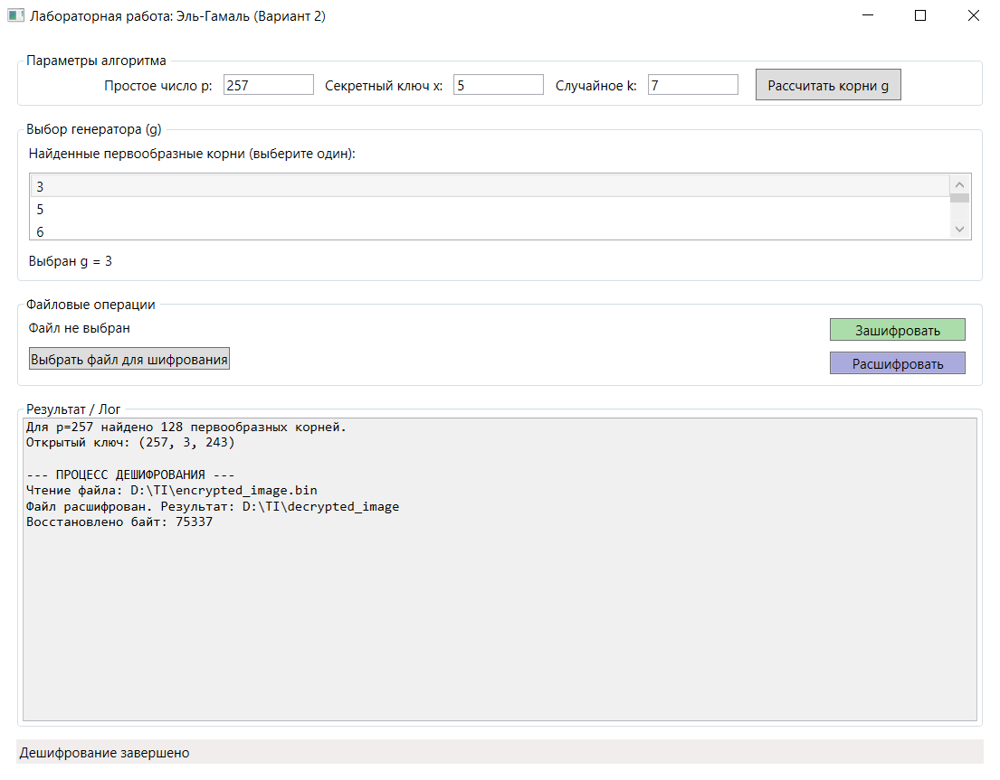 Лабораторная работа: Эль-Гамаль (Вариант 2)
Параметры алгоритма
Простое число p: 257 Секретный ключ x: 5 Случайное k: 7 Рассчитать корни g
Выбор генератора (g)
Найденные первообразные корни (выберите один):
3
5
6
Выбран g = 3
Файловые операции
Файл не выбран
Зашифровать
Выбрать файл для шифрования
Расшифровать
Результат / Лог
Для p=257 найдено 128 первообразных корней.
Открытый ключ: (257, 3, 243)
--- ПРОЦЕСС ДЕШИФРОВАНИЯ ---
Чтение файла: D:\TI\encrypted_image.bin
Файл расшифрован. Результат: D:\TI\decrypted_image
Восстановлено байт: 75337
Дешифрование завершено